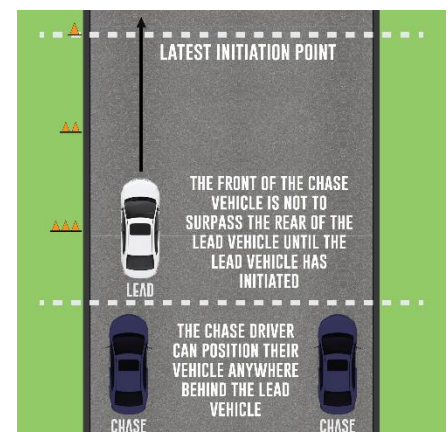 LATEST INITIATION POINT
THE FRONT OF THE CHASE
VEHICLE IS NOT TO
SURPASS THE REAR OF THE
LEAD VEHICLE UNTIL THE
LEAD VEHICLE HAS
INITIATED
LEAD
THE CHASE DRIVER
CAN POSITION THEIR
VEHICLE ANYWHERE
BEHIND THE LEAD
VEHICLE
CHASE
CHASE